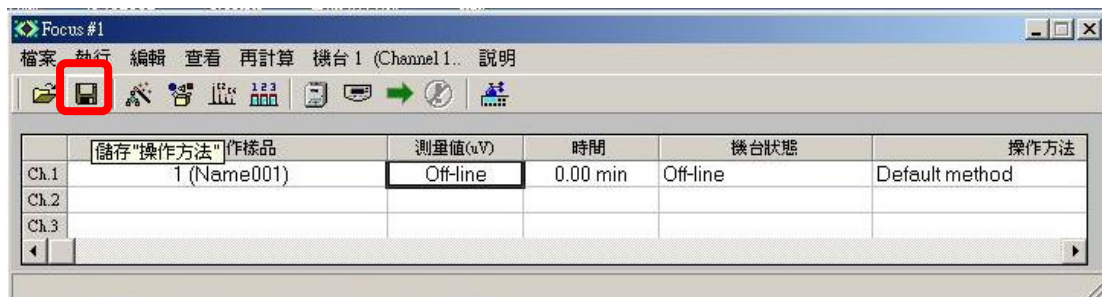 Focus #1
檔案 執行 編輯 查看 再計算 機台 1 (Channel 1.. 說明
儲存"操作方法" 作樣品 測量值(uV) 時間 機台狀態 操作方法
Ch.1 1 (Name001) Off-line 0.00 min Off-line Default method
Ch.2
Ch.3